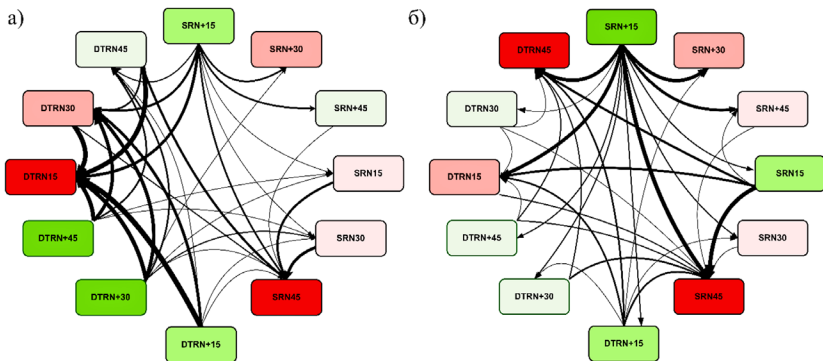 а)
SRN+15
DTRN45
SRN+30
DTRN30
SRN+45
DTRN15
SRN15
DTRN+45
SRN30
DTRN+30
SRN45
DTRN+15
б)
SRN+15
DTRN45
SRN+30
DTRN30
SRN+45
DTRN15
SRN15
DTRN+45
SRN30
DTRN+30
SRN45
DTRN+15